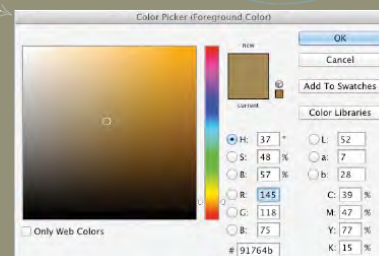 Color Picker (Foreground Color)
new
current
OK
Cancel
Add To Swatches
Color Libraries
H: 37 °
S: 48 %
B: 57 %
R: 145
G: 118
B: 75
# 91764b
L: 52
a: 7
b: 28
C: 39 %
M: 47 %
Y: 77 %
K: 15 %
Only Web Colors